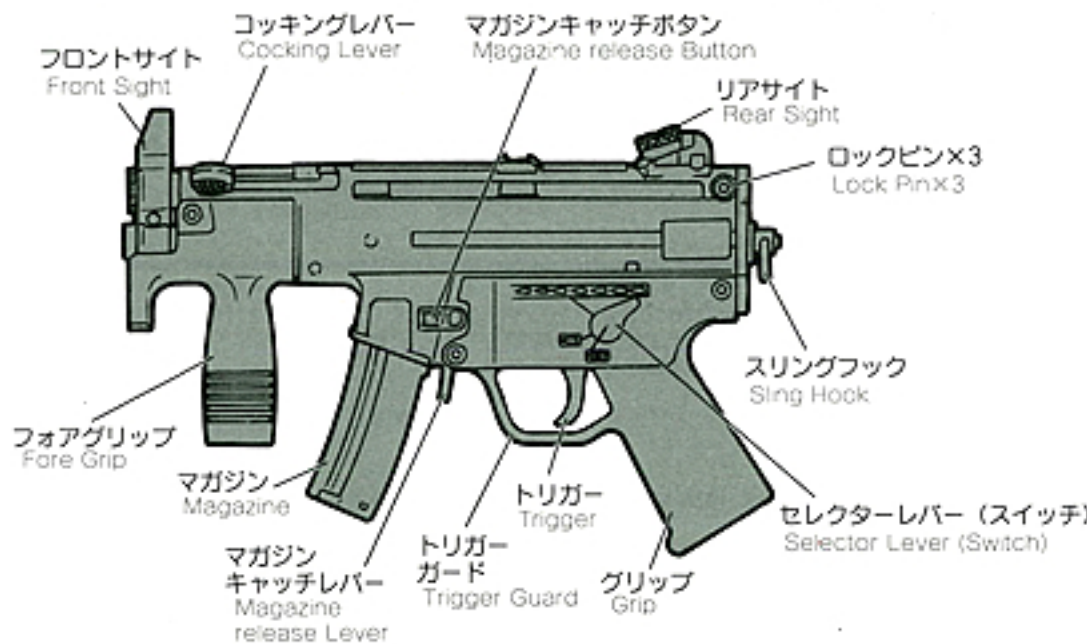 コッキングレバー
Cocking Lever
マガジンキャッチボタン
Magazine release Button
フロントサイト
Front Sight
リアサイト
Rear Sight
ロックピン×3
Lock Pin×3
スリングフック
Sling Hook
フォアグリップ
Fore Grip
マガジン
Magazine
トリガー
Trigger
セレクターレバー（スイッチ）
Selector Lever (Switch)
マガジン
キャッチレバー
Magazine
release Lever
トリガー
ガード
Trigger Guard
グリップ
Grip